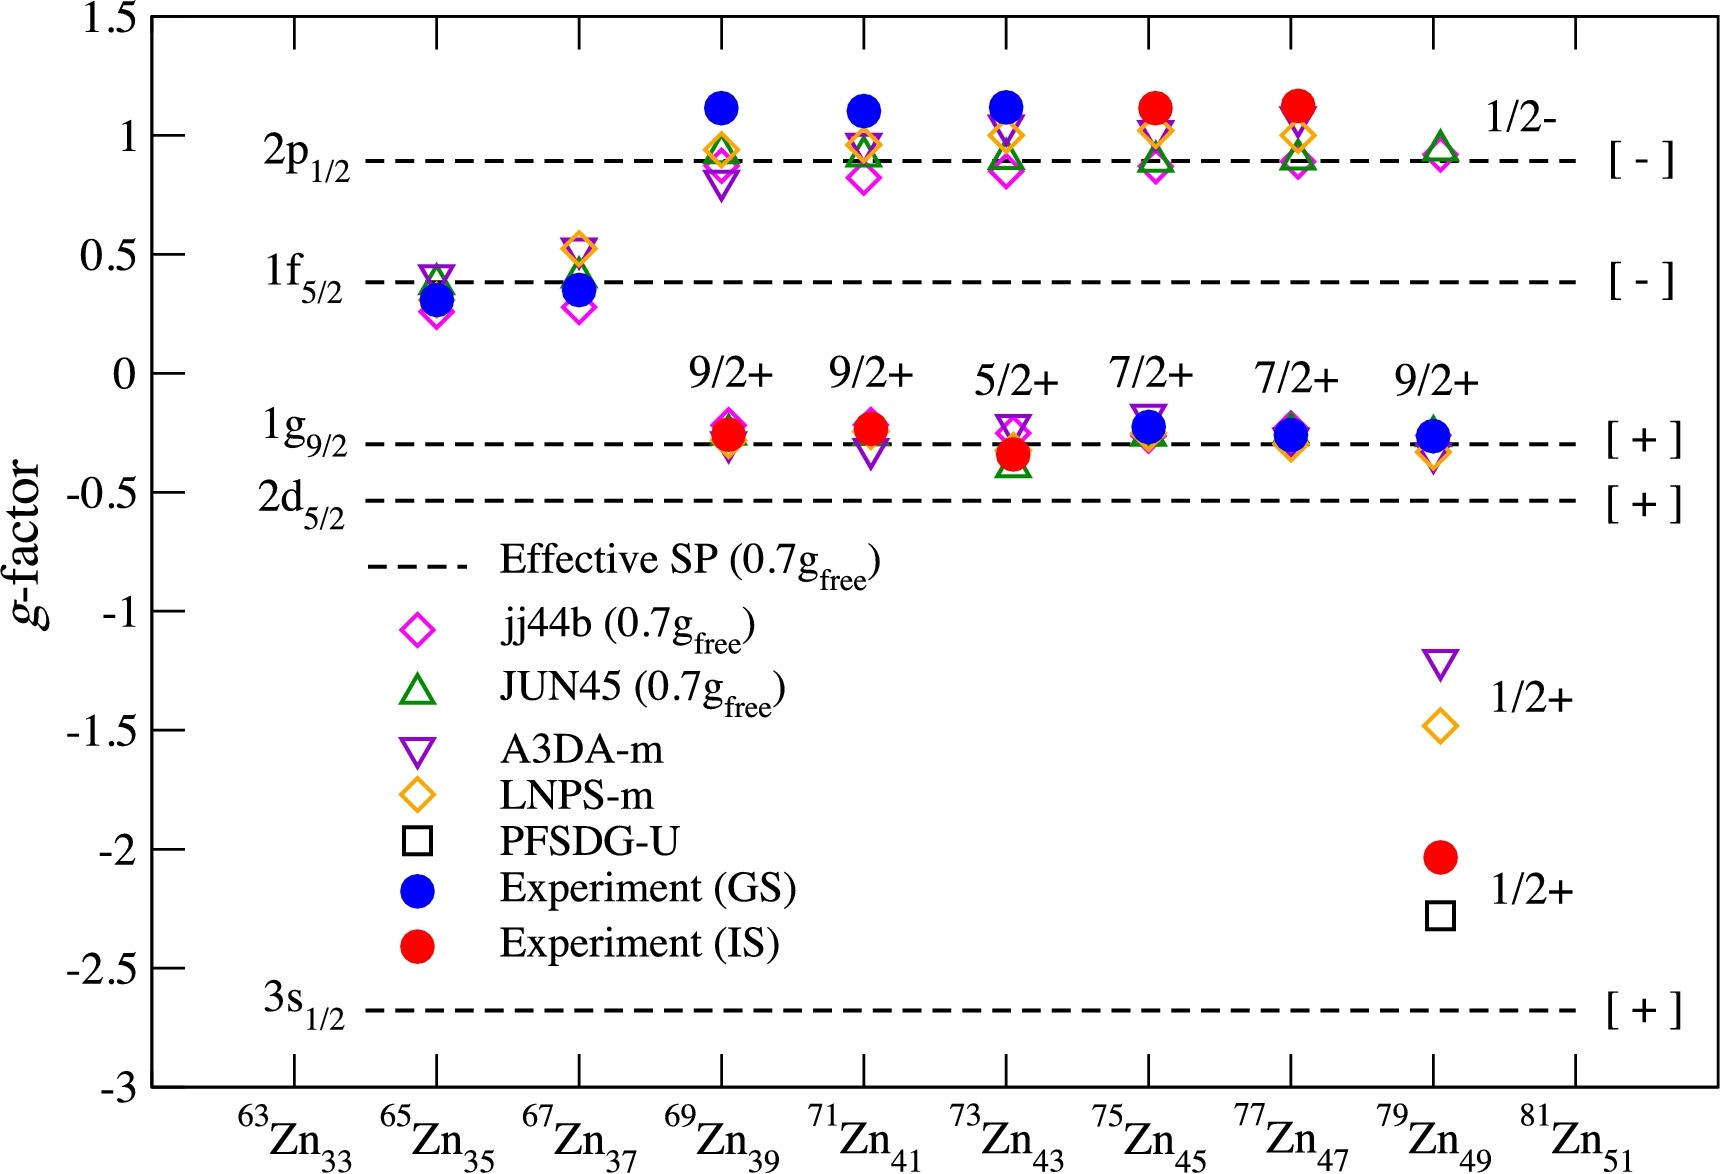 1.5
1
0.5
0
-0.5
-1
-1.5
-2
-2.5
-3
g-factor
2p1/2
1/2-
[ - ]
1f5/2
[ - ]
9/2+ 9/2+ 5/2+ 7/2+ 7/2+ 9/2+
1g9/2
[ + ]
2d5/2
[ + ]
Effective SP (0.7gfree)
jj44b (0.7gfree)
JUN45 (0.7gfree)
A3DA-m
LNPS-m
PFSDG-U
Experiment (GS)
Experiment (IS)
1/2+
1/2+
3s1/2
[ + ]
63Zn33 65Zn35 67Zn37 69Zn39 71Zn41 73Zn43 75Zn45 77Zn47 79Zn49 81Zn51